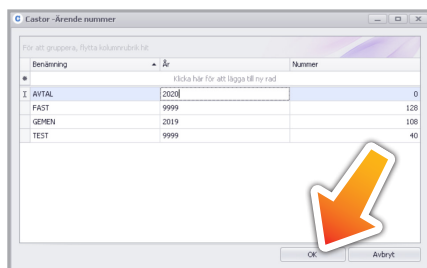 Castor -Ärende nummer
För att gruppera, flytta kolumnrubrik hit
Benämning År Nummer
Klicka här för att lägga till ny rad
AVTAL 2020 0
FAST 9999 128
GEMEN 2019 108
TEST 9999 40
OK Avbryt